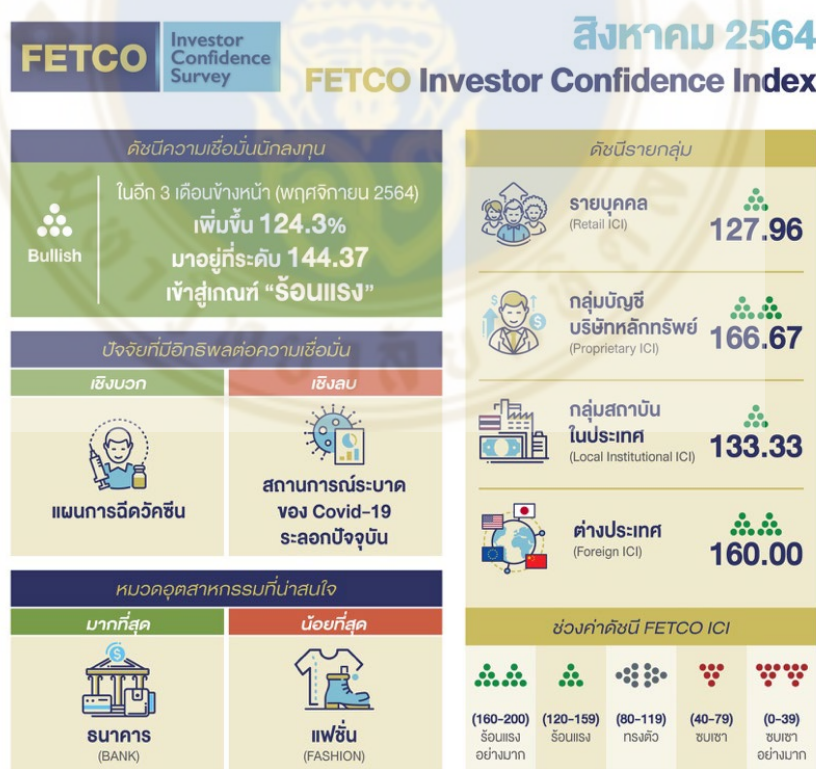 FETCO
Investor
Confidence
Survey
สิงหาคม 2564
FETCO Investor Confidence Index
ดัชนีความเชื่อมั่นนักลงทุน
Bullish
ในอีก 3 เดือนข้างหน้า (พฤศจิกายน 2564)
เพิ่มขึ้น 124.3%
มาอยู่ที่ระดับ 144.37
เข้าสู่เกณฑ์ “ร้อนแรง”
ปัจจัยที่มีอิทธิพลต่อความเชื่อมั่น
เชิงบวก
เชิงลบ
แผนการฉีดวัคซีน
สถานการณ์ระบาด
ของ Covid-19
ระลอกปัจจุบัน
หมวดอุตสาหกรรมที่น่าสนใจ
มากที่สุด
น้อยที่สุด
ธนาคาร
(BANK)
แฟชั่น
(FASHION)
ดัชนีรายกลุ่ม
รายบุคคล
(Retail ICI)
127.96
กลุ่มบัญชี
บริษัทหลักทรัพย์
(Proprietary ICI)
166.67
กลุ่มสถาบัน
ในประเทศ
(Local Institutional ICI)
133.33
ต่างประเทศ
(Foreign ICI)
160.00
ช่วงค่าดัชนี FETCO ICI
(160-200)
ร้อนแรง
อย่างมาก
(120-159)
ร้อนแรง
(80-119)
ทรงตัว
(40-79)
ซบเซา
(0-39)
ซบเซา
อย่างมาก